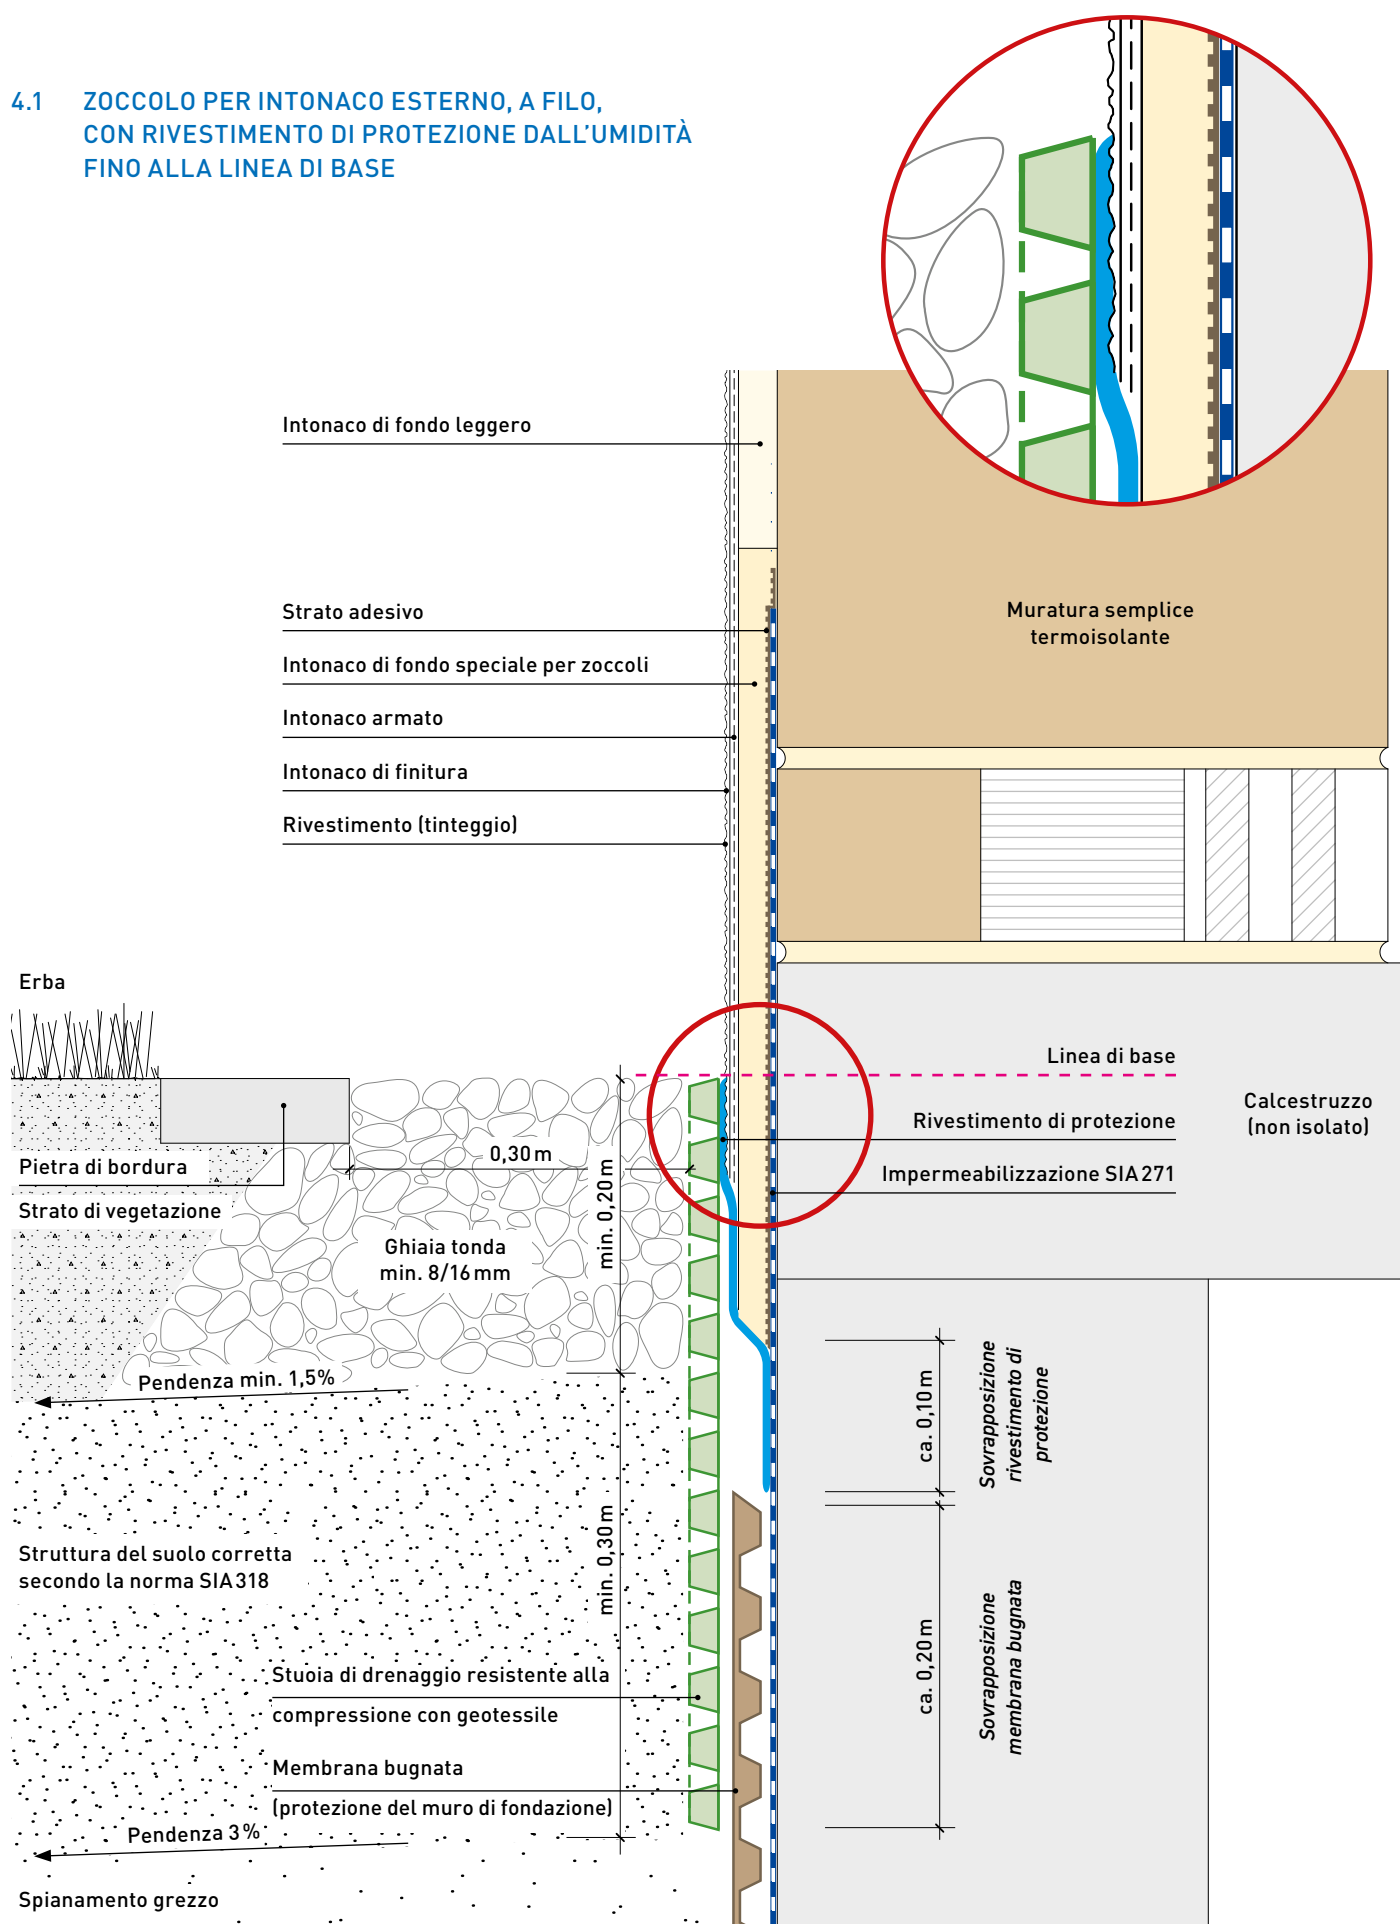 4.1 ZOCCOLO PER INTONACO ESTERNO, A FILO,
CON RIVESTIMENTO DI PROTEZIONE DALL'UMIDITÀ
FINO ALLA LINEA DI BASE
Intonaco di fondo leggero
Strato adesivo
Intonaco di fondo speciale per zoccoli
Intonaco armato
Intonaco di finitura
Rivestimento (tinteggio)
Muratura semplice
termoisolante
Erba
Linea di base
Rivestimento di protezione
Impermeabilizzazione SIA 271
Calcestruzzo
(non isolato)
Pietra di bordura
Strato di vegetazione
0,30 m
min. 0,20 m
Ghiaia tonda
min. 8/16 mm
Pendenza min. 1,5%
ca. 0,10 m
Sovrapposizione
rivestimento di
protezione
Struttura del suolo corretta
secondo la norma SIA 318
min. 0,30 m
ca. 0,20 m
Sovrapposizione
membrana bugnata
Stuoia di drenaggio resistente alla
compressione con geotessile
Membrana bugnata
(protezione del muro di fondazione)
Pendenza 3%
Spianamento grezzo